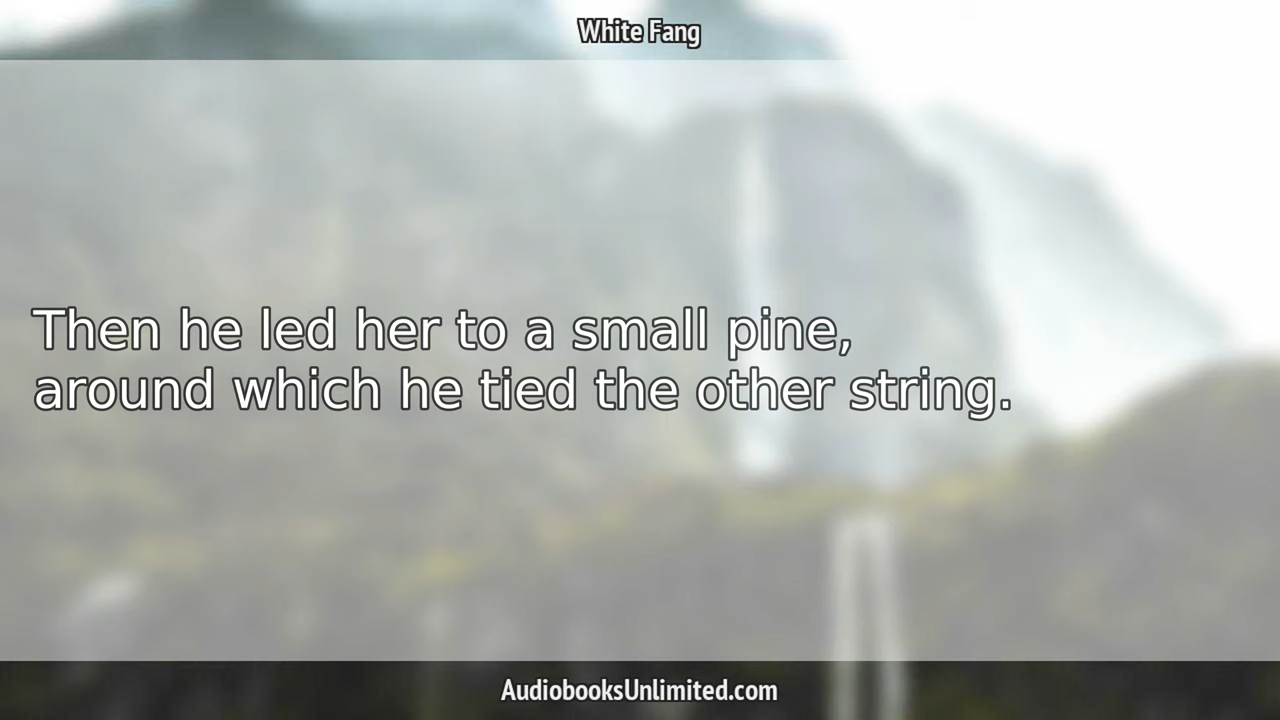 White Fang
Then he led her to a small pine,
around which he tied the other string.
AudiobooksUnlimited.com